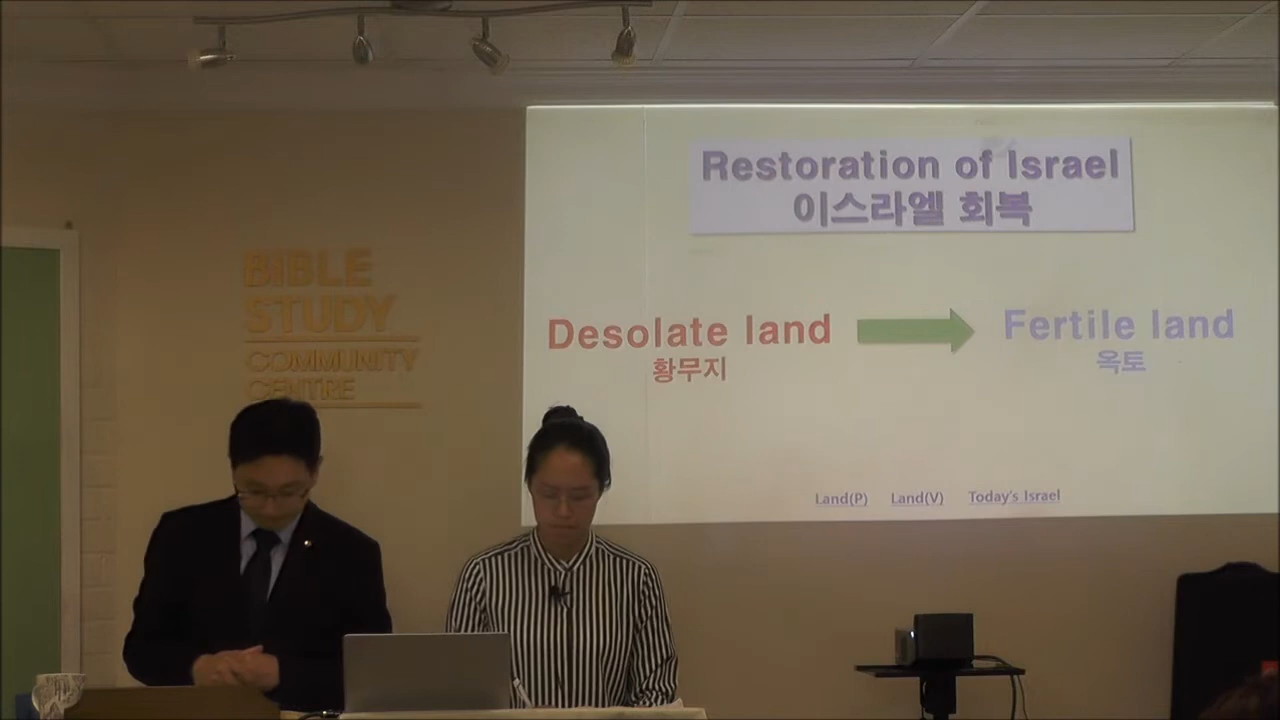 BIBLE
STUDY
COMMUNITY
CENTRE
Restoration of Israel
이스라엘 회복
Desolate land
황무지
Fertile land
옥토
Land(P) Land(V) Today's Israel